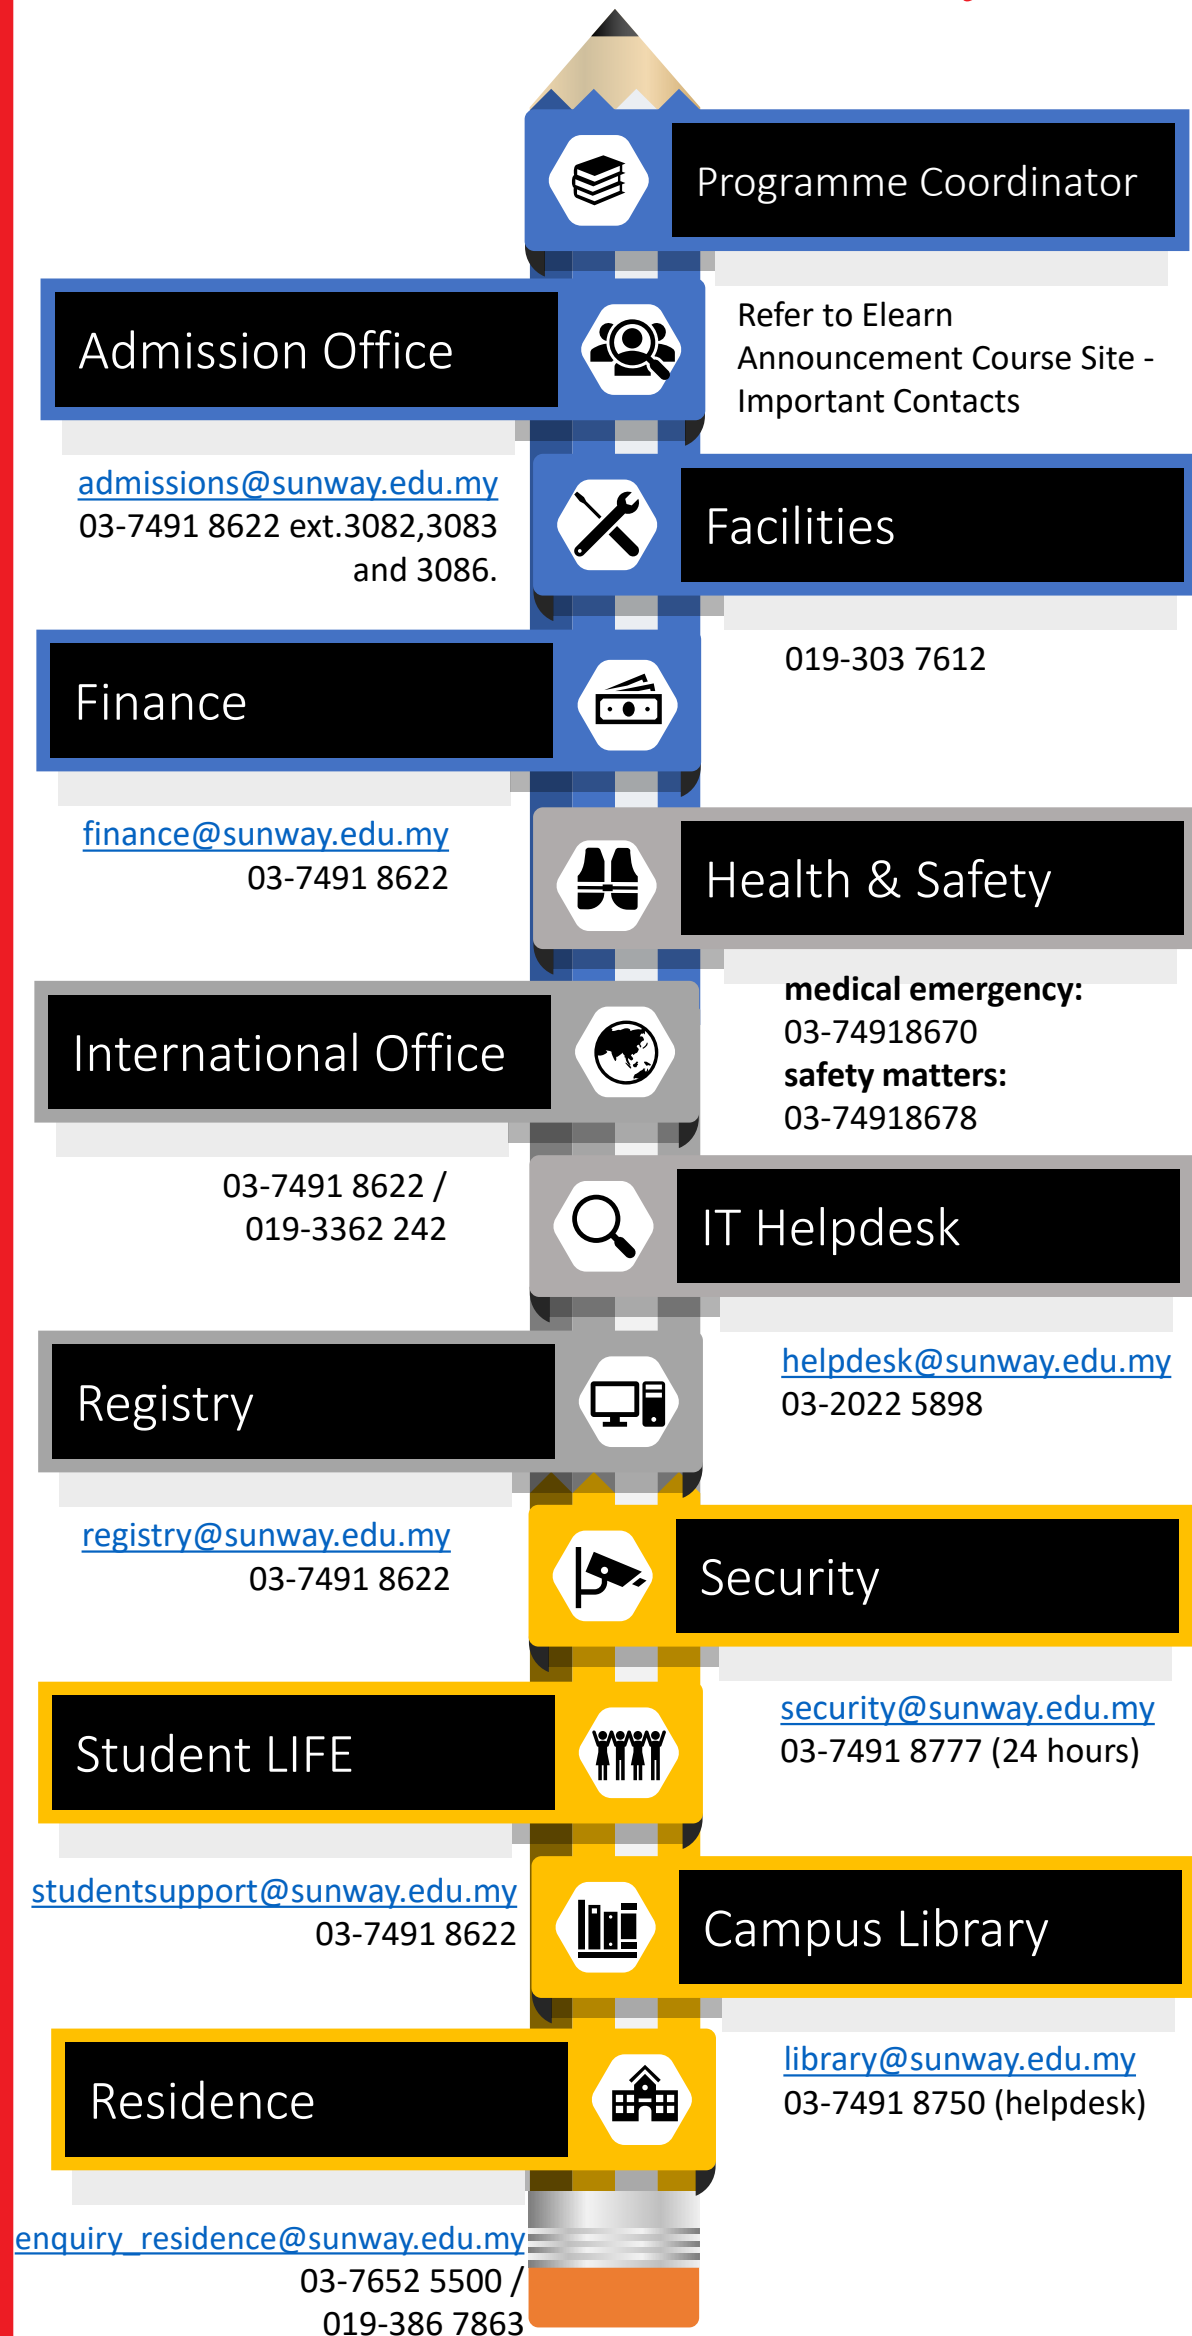 Programme Coordinator
Refer to Elearn
Announcement Course Site -
Important Contacts
Admission Office
admissions@sunway.edu.my
03-7491 8622 ext.3082,3083
and 3086.
Facilities
019-303 7612
Finance
finance@sunway.edu.my
03-7491 8622
Health & Safety
medical emergency:
03-74918670
safety matters:
03-74918678
International Office
03-7491 8622 /
019-3362 242
IT Helpdesk
helpdesk@sunway.edu.my
03-2022 5898
Registry
registry@sunway.edu.my
03-7491 8622
Security
security@sunway.edu.my
03-7491 8777 (24 hours)
Student LIFE
studentsupport@sunway.edu.my
03-7491 8622
Campus Library
library@sunway.edu.my
03-7491 8750 (helpdesk)
Residence
enquiry_residence@sunway.edu.my
03-7652 5500 /
019-386 7863